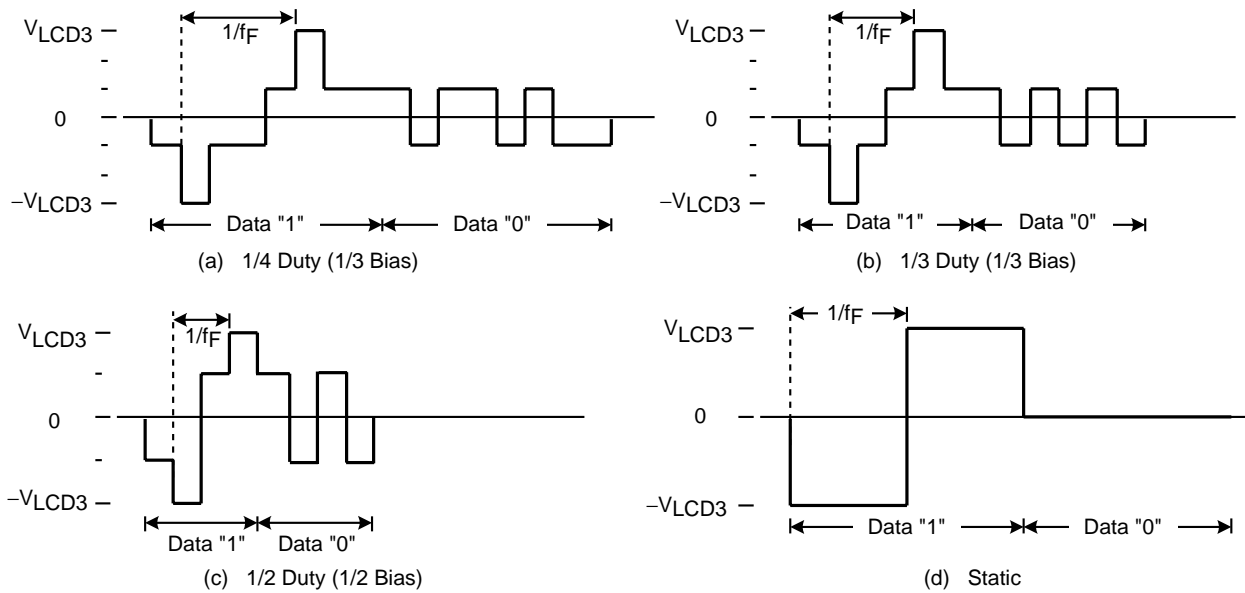 VLCD3
1/fF
0
−VLCD3
Data "1"
Data "0"
(a) 1/4 Duty (1/3 Bias)
VLCD3
1/fF
0
−VLCD3
Data "1"
Data "0"
(b) 1/3 Duty (1/3 Bias)
VLCD3
1/fF
0
−VLCD3
Data "1"
Data "0"
(c) 1/2 Duty (1/2 Bias)
VLCD3
1/fF
0
−VLCD3
Data "1"
Data "0"
(d) Static